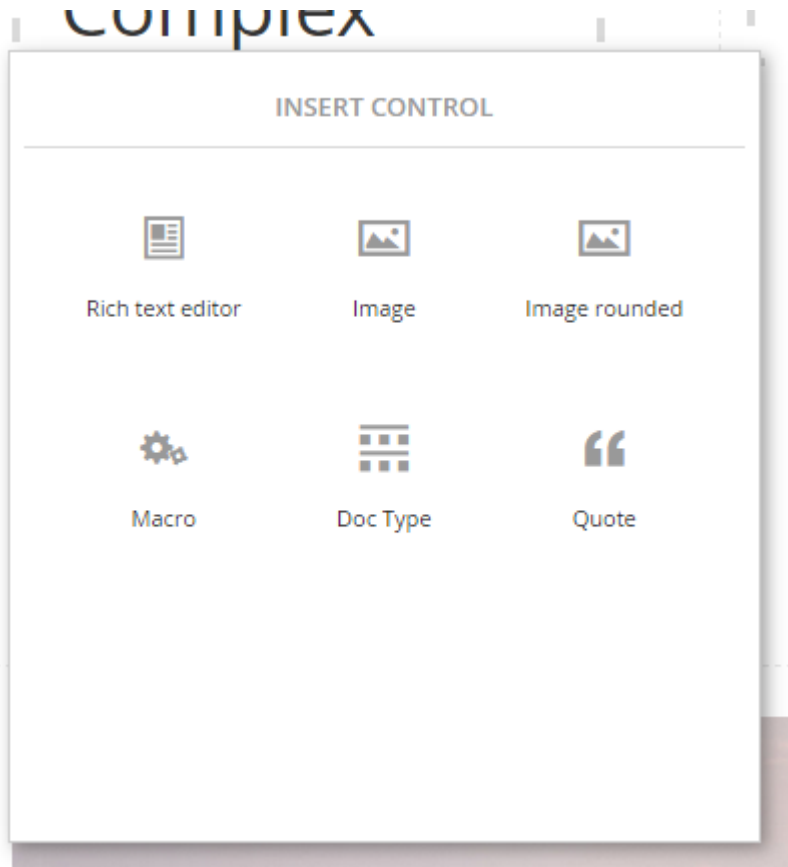 Complex
INSERT CONTROL
Rich text editor
Image
Image rounded
Macro
Doc Type
Quote